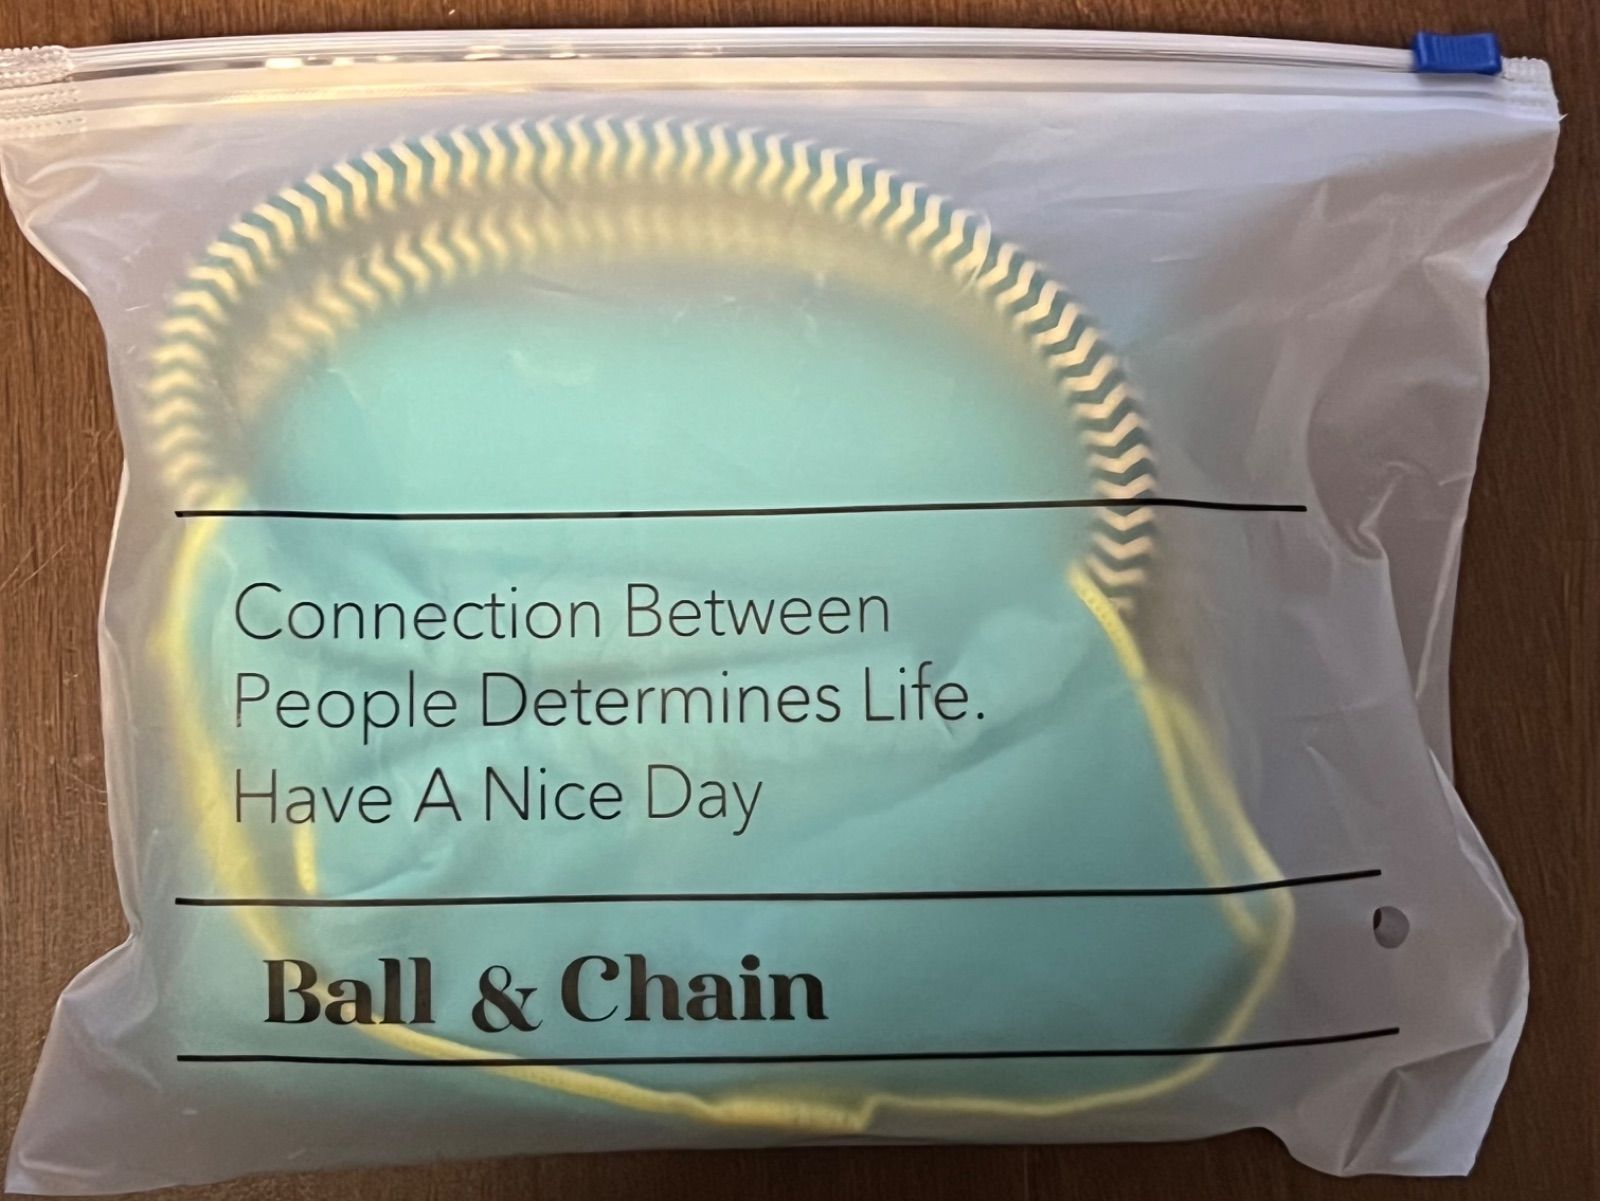 Connection Between
People Determines Life.
Have A Nice Day
Ball & Chain